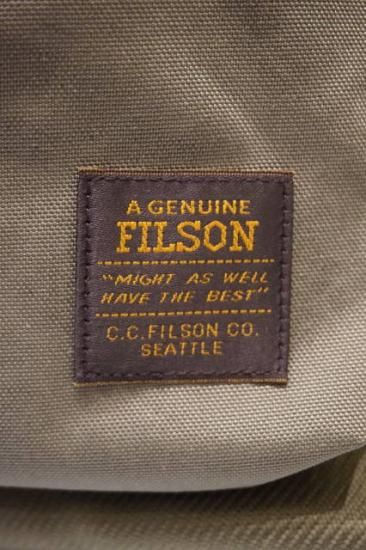 A GENUINE
FILSON
"MIGHT AS WELL
HAVE THE BEST"
C.C.FILSON CO.
SEATTLE